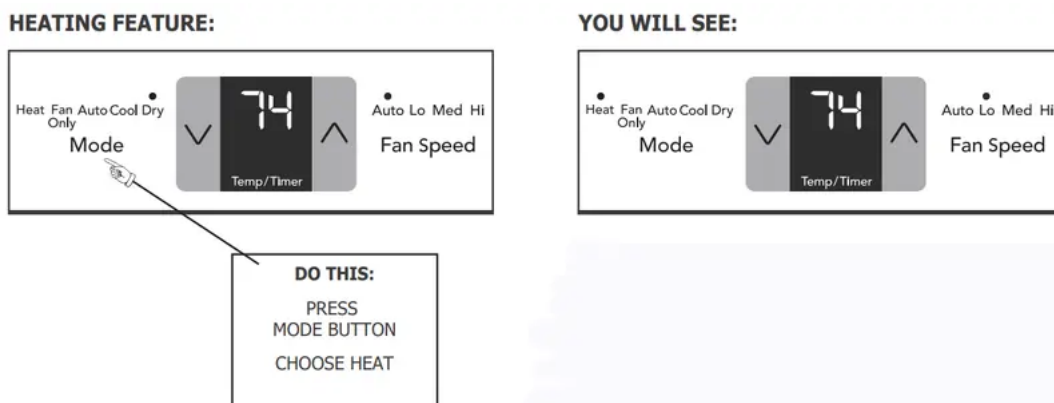 HEATING FEATURE:
74
Heat Fan Auto Cool Dry
Only
Mode
Auto Lo Med Hi
Fan Speed
Temp/Timer
DO THIS:
PRESS
MODE BUTTON
CHOOSE HEAT
YOU WILL SEE:
74
Heat Fan Auto Cool Dry
Only
Mode
Auto Lo Med Hi
Fan Speed
Temp/Timer